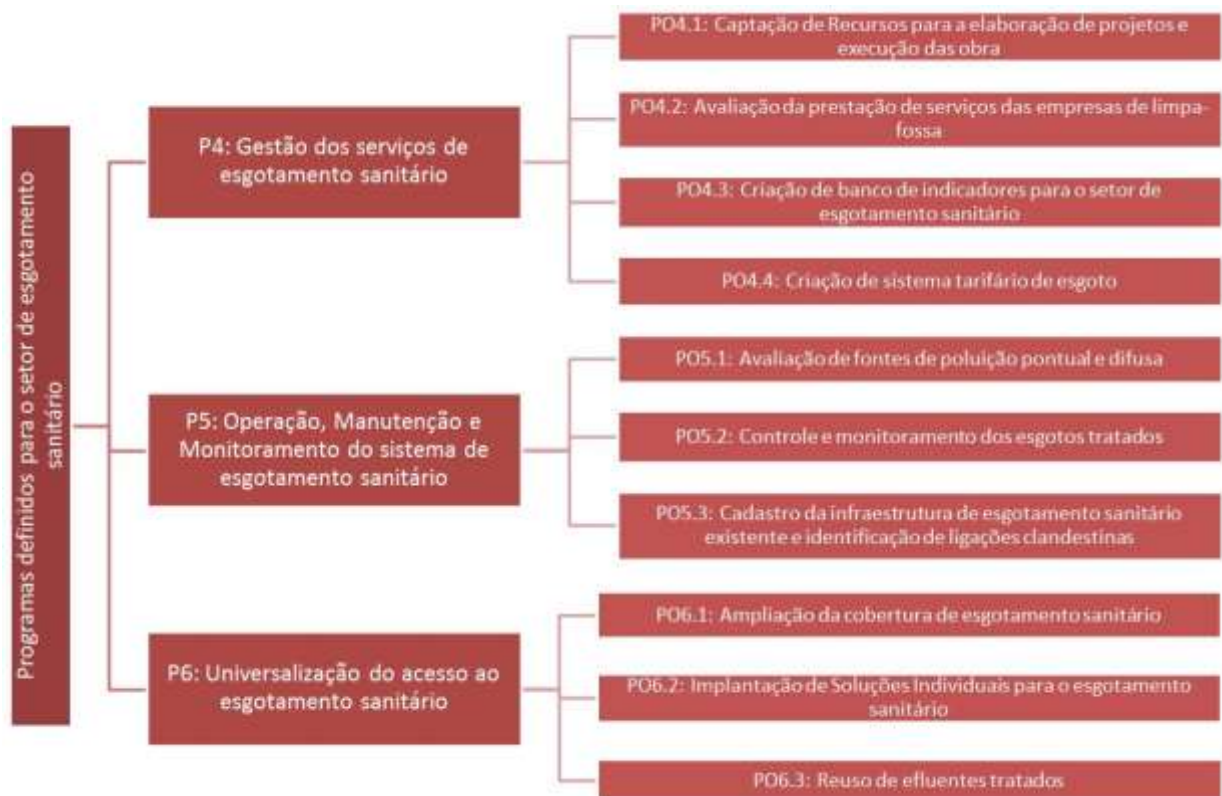 Programas definidos para o setor de esgotamento
sanitário
P4: Gestão dos serviços de
esgotamento sanitário
PO4.1: Captação de Recursos para a elaboração de projetos e
execução das obra
PO4.2: Avaliação da prestação de serviços das empresas de limpa-
fossa
PO4.3: Criação de banco de indicadores para o setor de
esgotamento sanitário
PO4.4: Criação de sistema tarifário de esgoto
P5: Operação, Manutenção e
Monitoramento do sistema de
esgotamento sanitário
PO5.1: Avaliação de fontes de poluição pontual e difusa
PO5.2: Controle e monitoramento dos esgotos tratados
PO5.3: Cadastro da infraestrutura de esgotamento sanitário
existente e identificação de ligações clandestinas
P6: Universalização do acesso ao
esgotamento sanitário
PO6.1: Ampliação da cobertura de esgotamento sanitário
PO6.2: Implantação de Soluções Individuais para o esgotamento
sanitário
PO6.3: Reuso de efluentes tratados